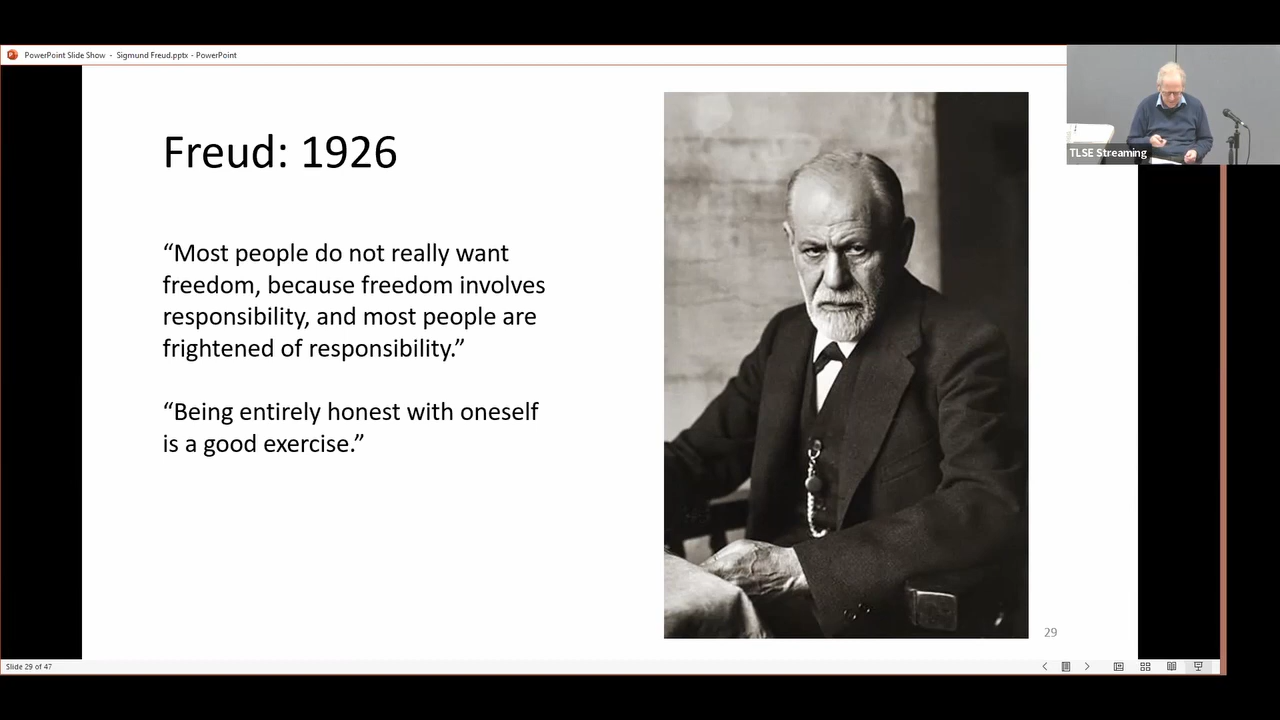 PowerPoint Slide Show - Sigmund Freud.pptx - PowerPoint
TLSE Streaming
Freud: 1926
“Most people do not really want
freedom, because freedom involves
responsibility, and most people are
frightened of responsibility.”
“Being entirely honest with oneself
is a good exercise.”
29
Slide 29 of 47